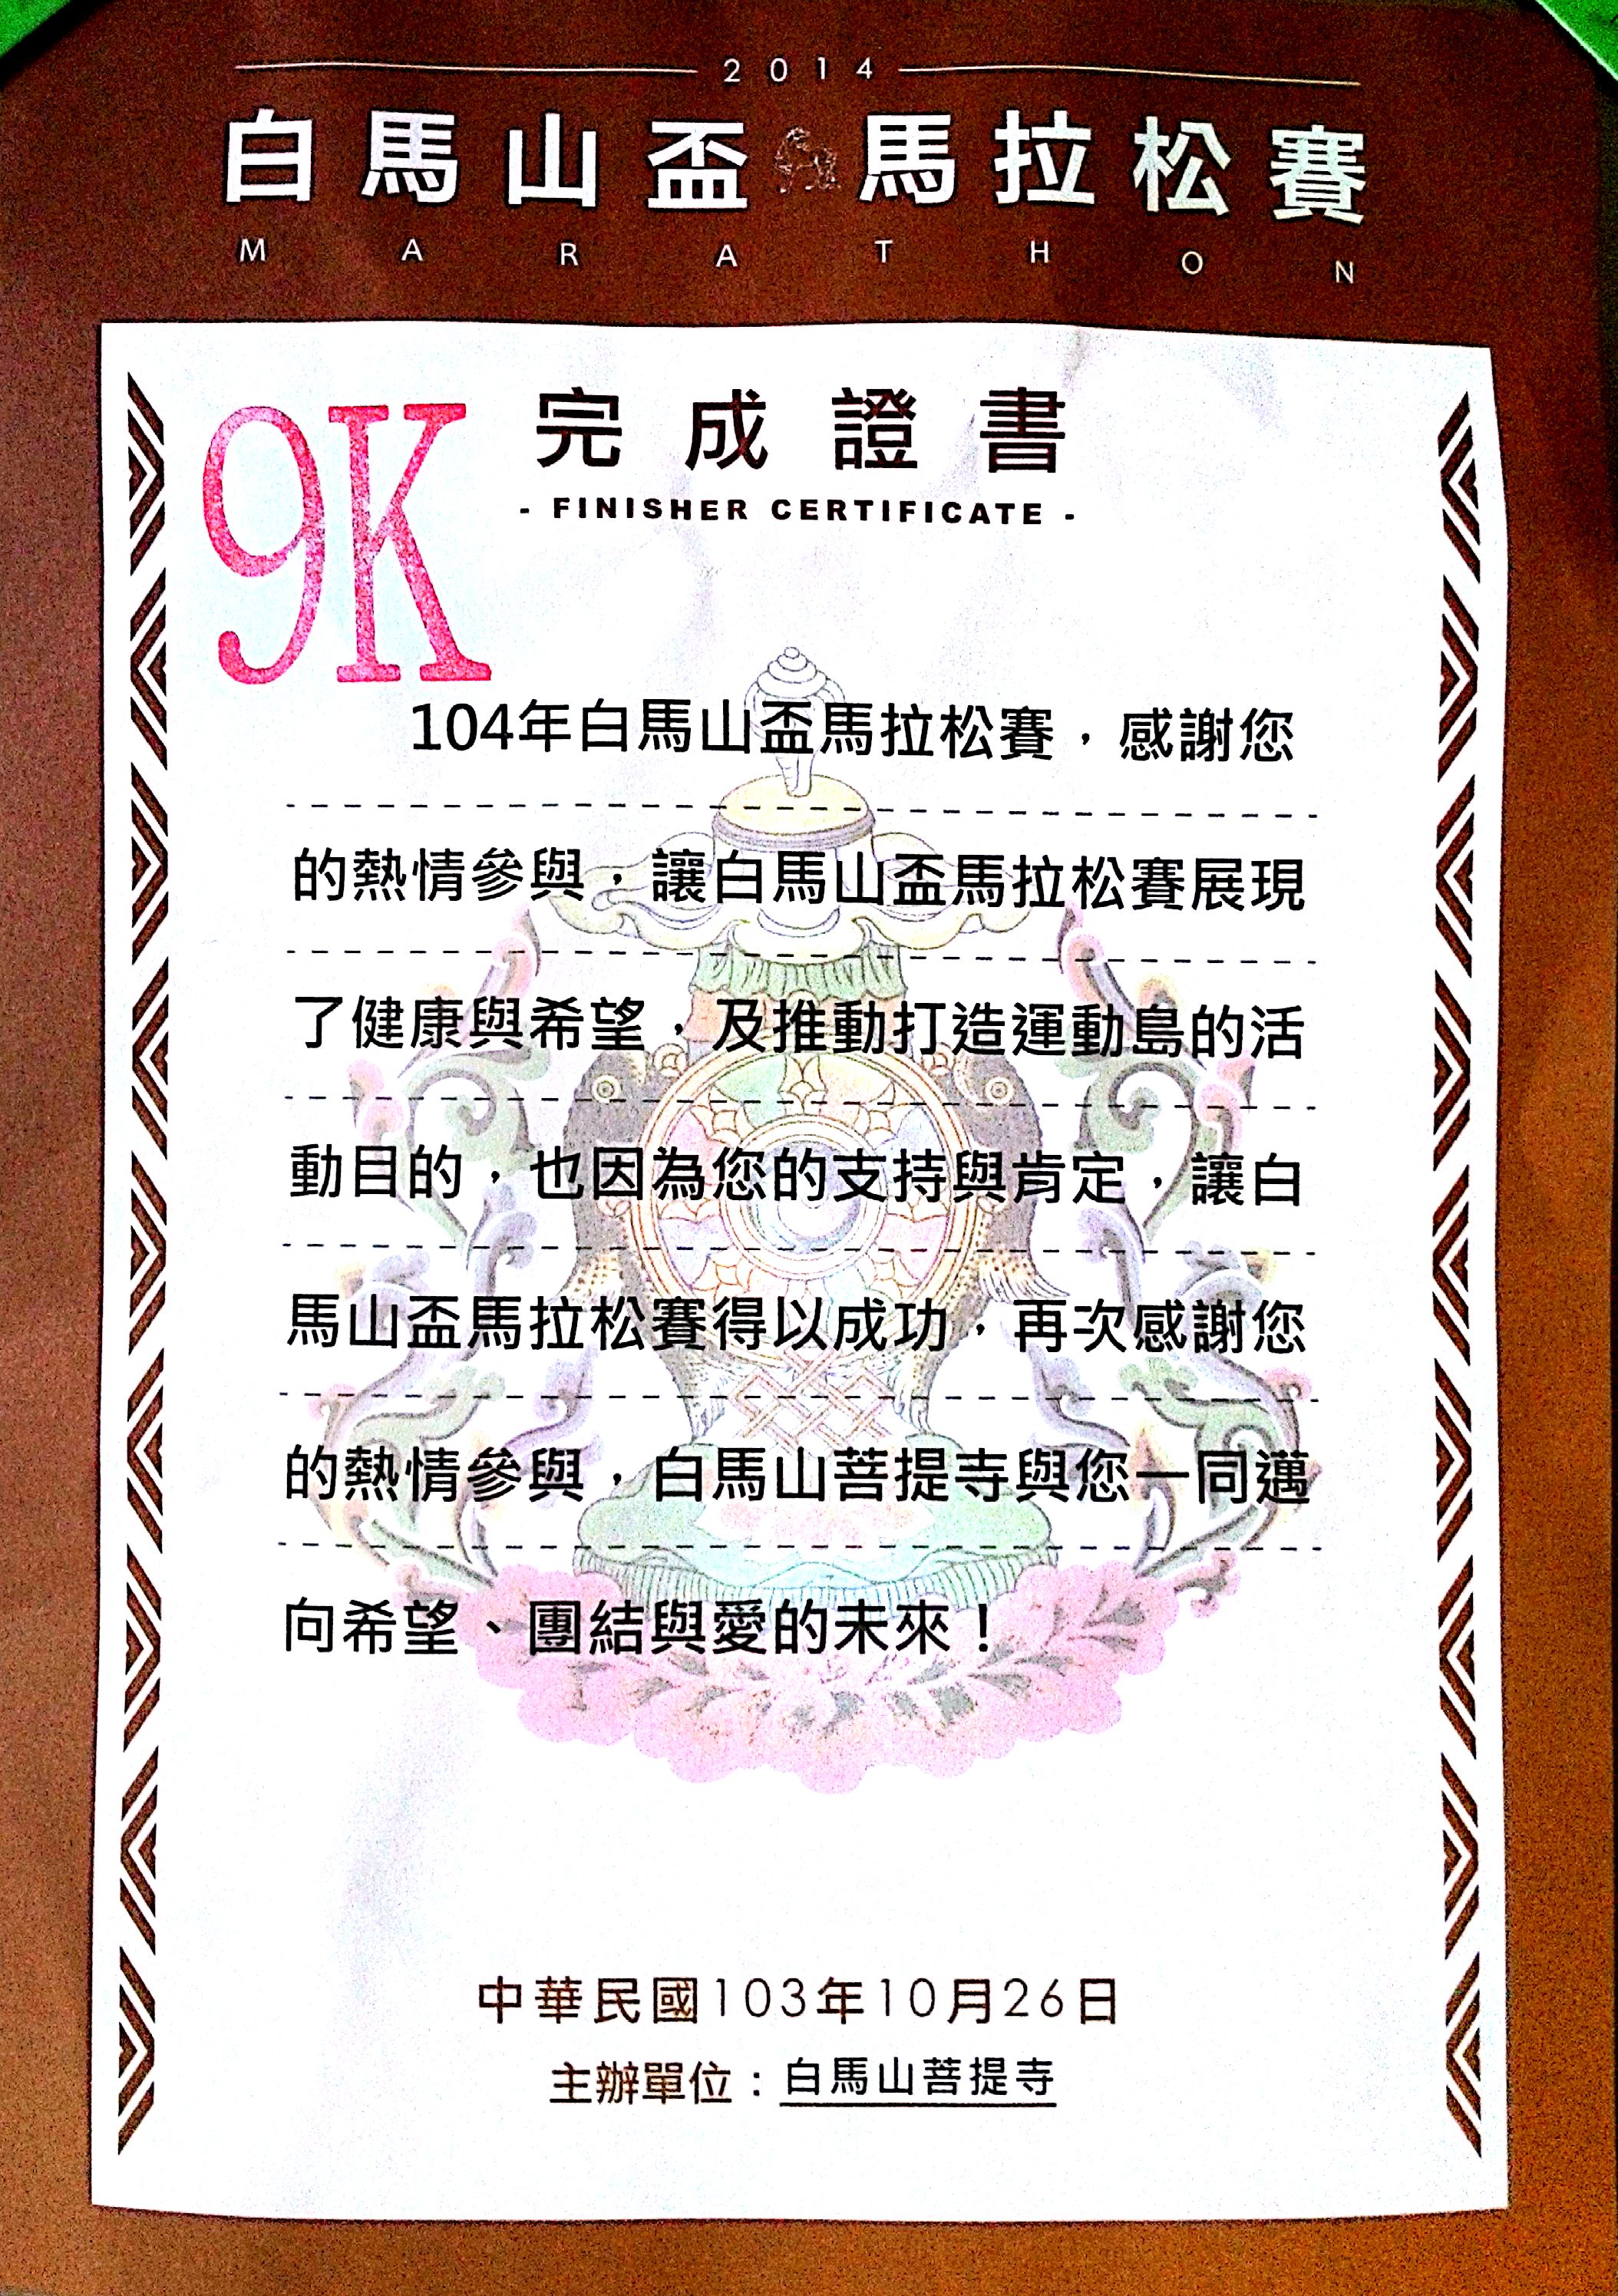 2014
白馬山盃馬拉松賽
MARATHON
9K
完成證書
- FINISHER CERTIFICATE -
104年白馬山盃馬拉松賽，感謝您
的熱情參與，讓白馬山盃馬拉松賽展現
了健康與希望，及推動打造運動島的活
動目的，也因為您的支持與肯定，讓白
馬山盃馬拉松賽得以成功，再次感謝您
的熱情參與，白馬山菩提寺與您一同邁
向希望、團結與愛的未來！
中華民國103年10月26日
主辦單位：白馬山菩提寺